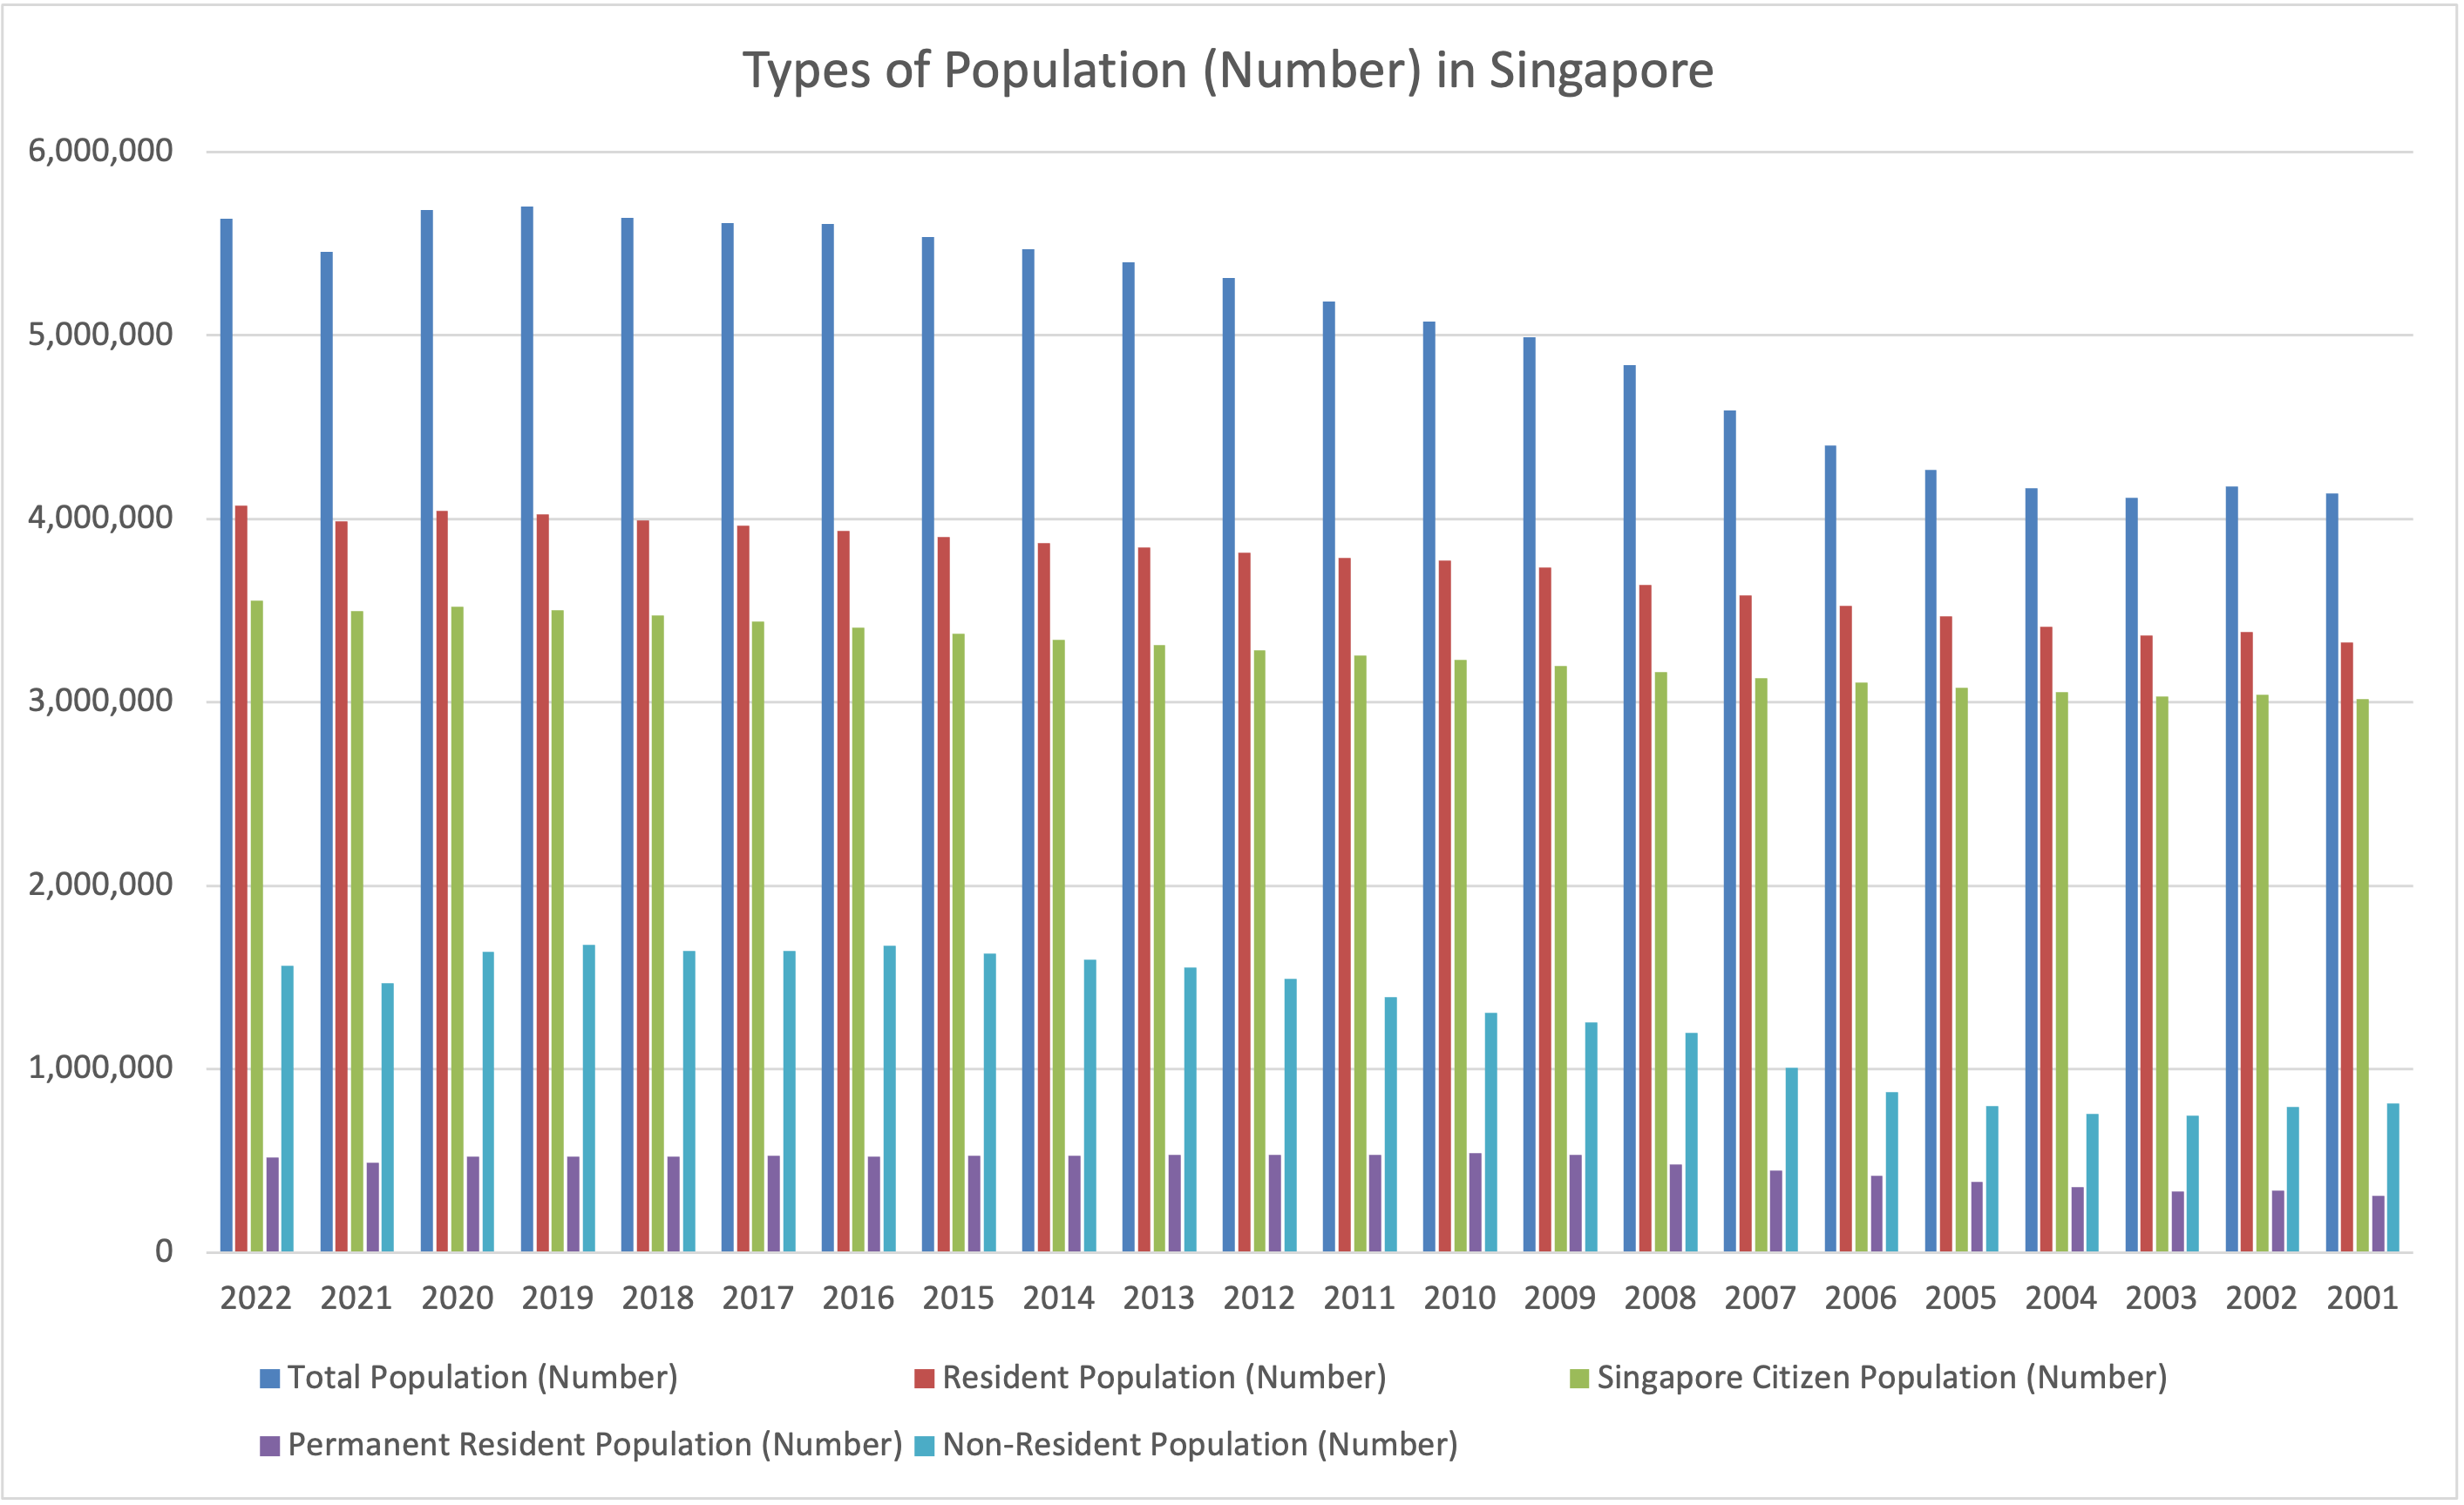 Types of Population (Number) in Singapore
6,000,000
5,000,000
4,000,000
3,000,000
2,000,000
1,000,000
0
2022 2021 2020 2019 2018 2017 2016 2015 2014 2013 2012 2011 2010 2009 2008 2007 2006 2005 2004 2003 2002 2001
Total Population (Number) Resident Population (Number) Singapore Citizen Population (Number)
Permanent Resident Population (Number) Non-Resident Population (Number)